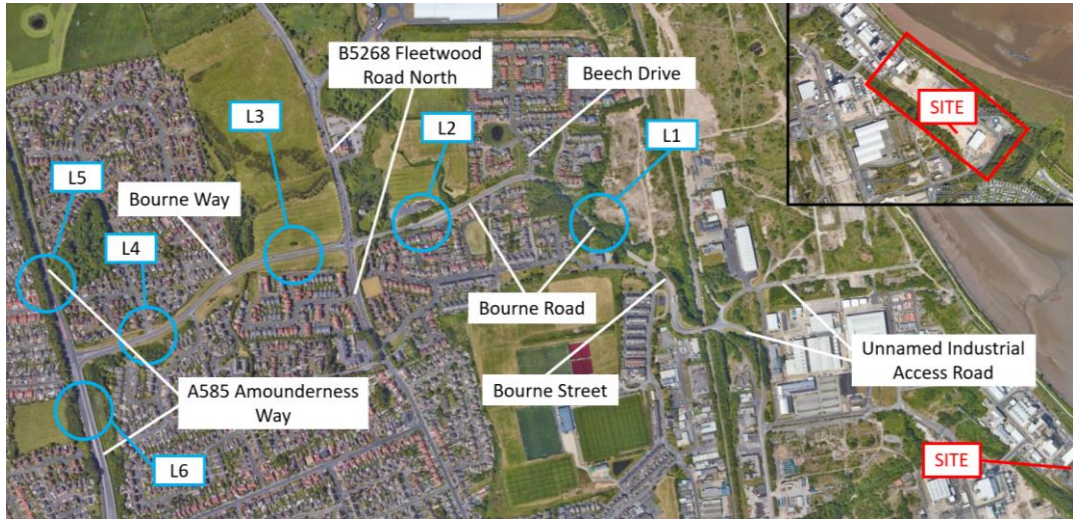 B5268 Fleetwood
Road North
Beech Drive
SITE
L3
L2
L1
L5
Bourne Way
L4
Bourne Road
Unnamed Industrial
Access Road
Bourne Street
A585 Amounderness
Way
L6
SITE